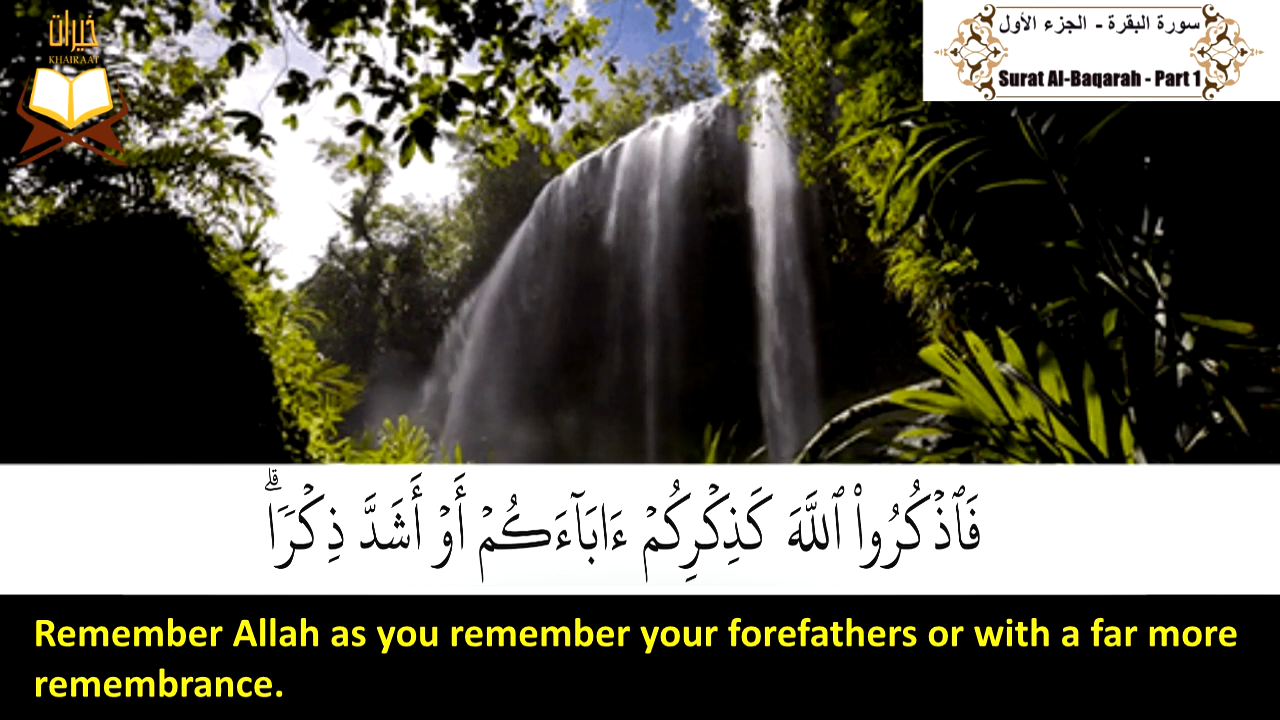 خيرات
KHAIRAAT
سورة البقرة - الجزء الأول
Surat Al-Baqarah - Part 1
فَٱذۡكُرُواْ ٱللَّهَ كَذِكۡرِكُمۡ ءَابَآءَكُمۡ أَوۡ أَشَدَّ ذِكۡرٗاۗ
Remember Allah as you remember your forefathers or with a far more
remembrance.